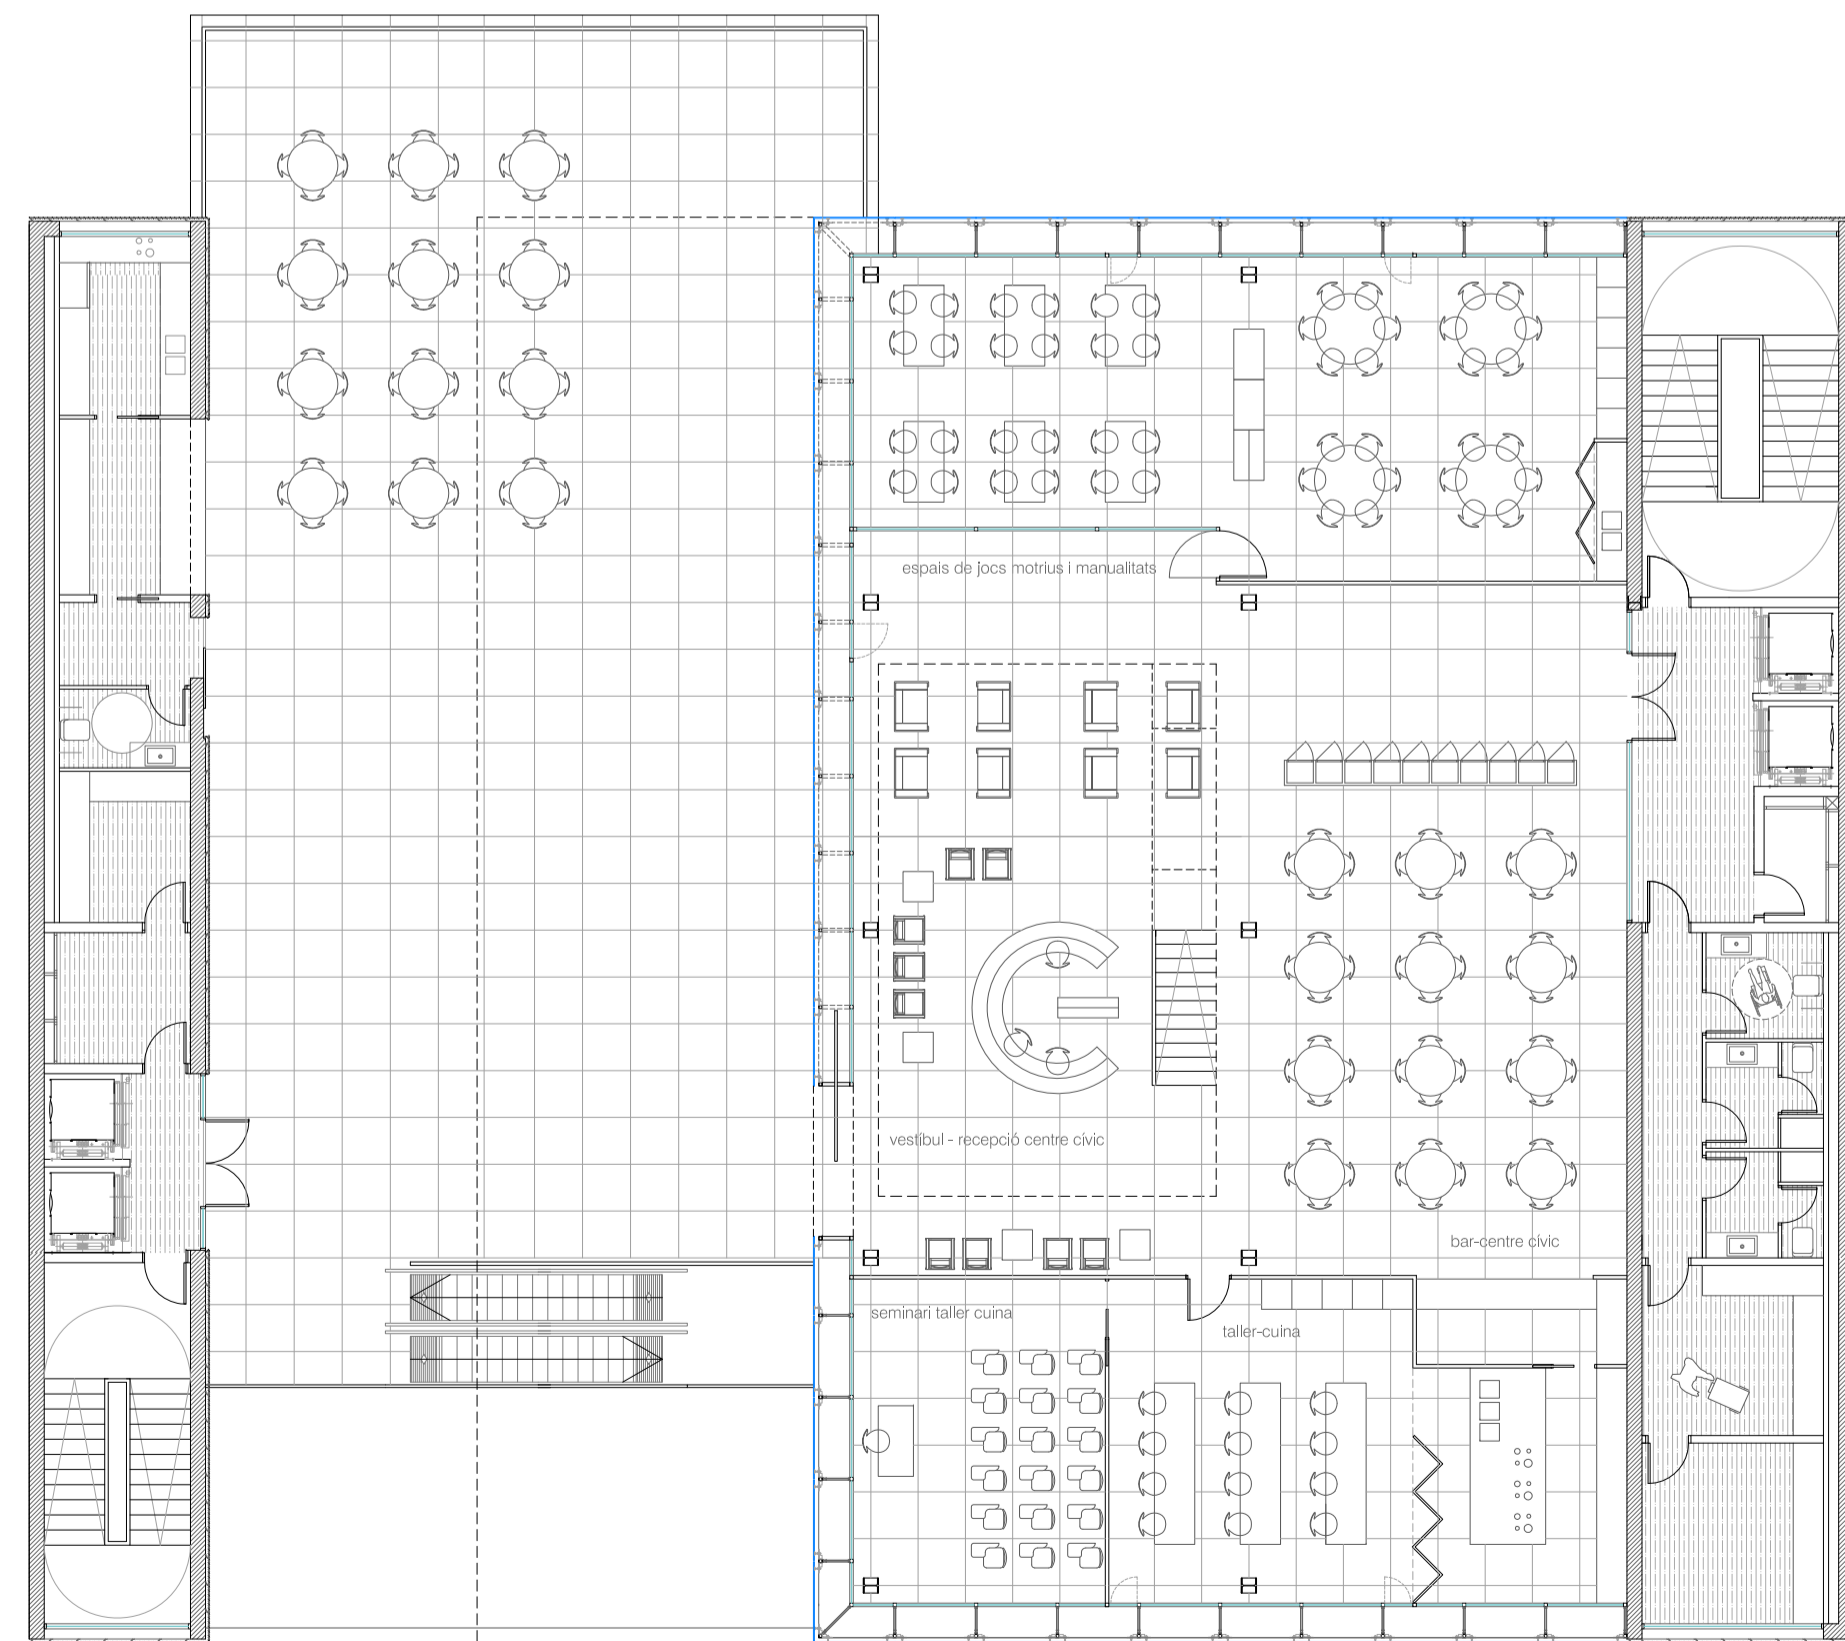 espais de jocs motrius i manualitats
vestíbul - recepció centre cívic
bar-centre cívic
seminari taller cuina
taller-cuina